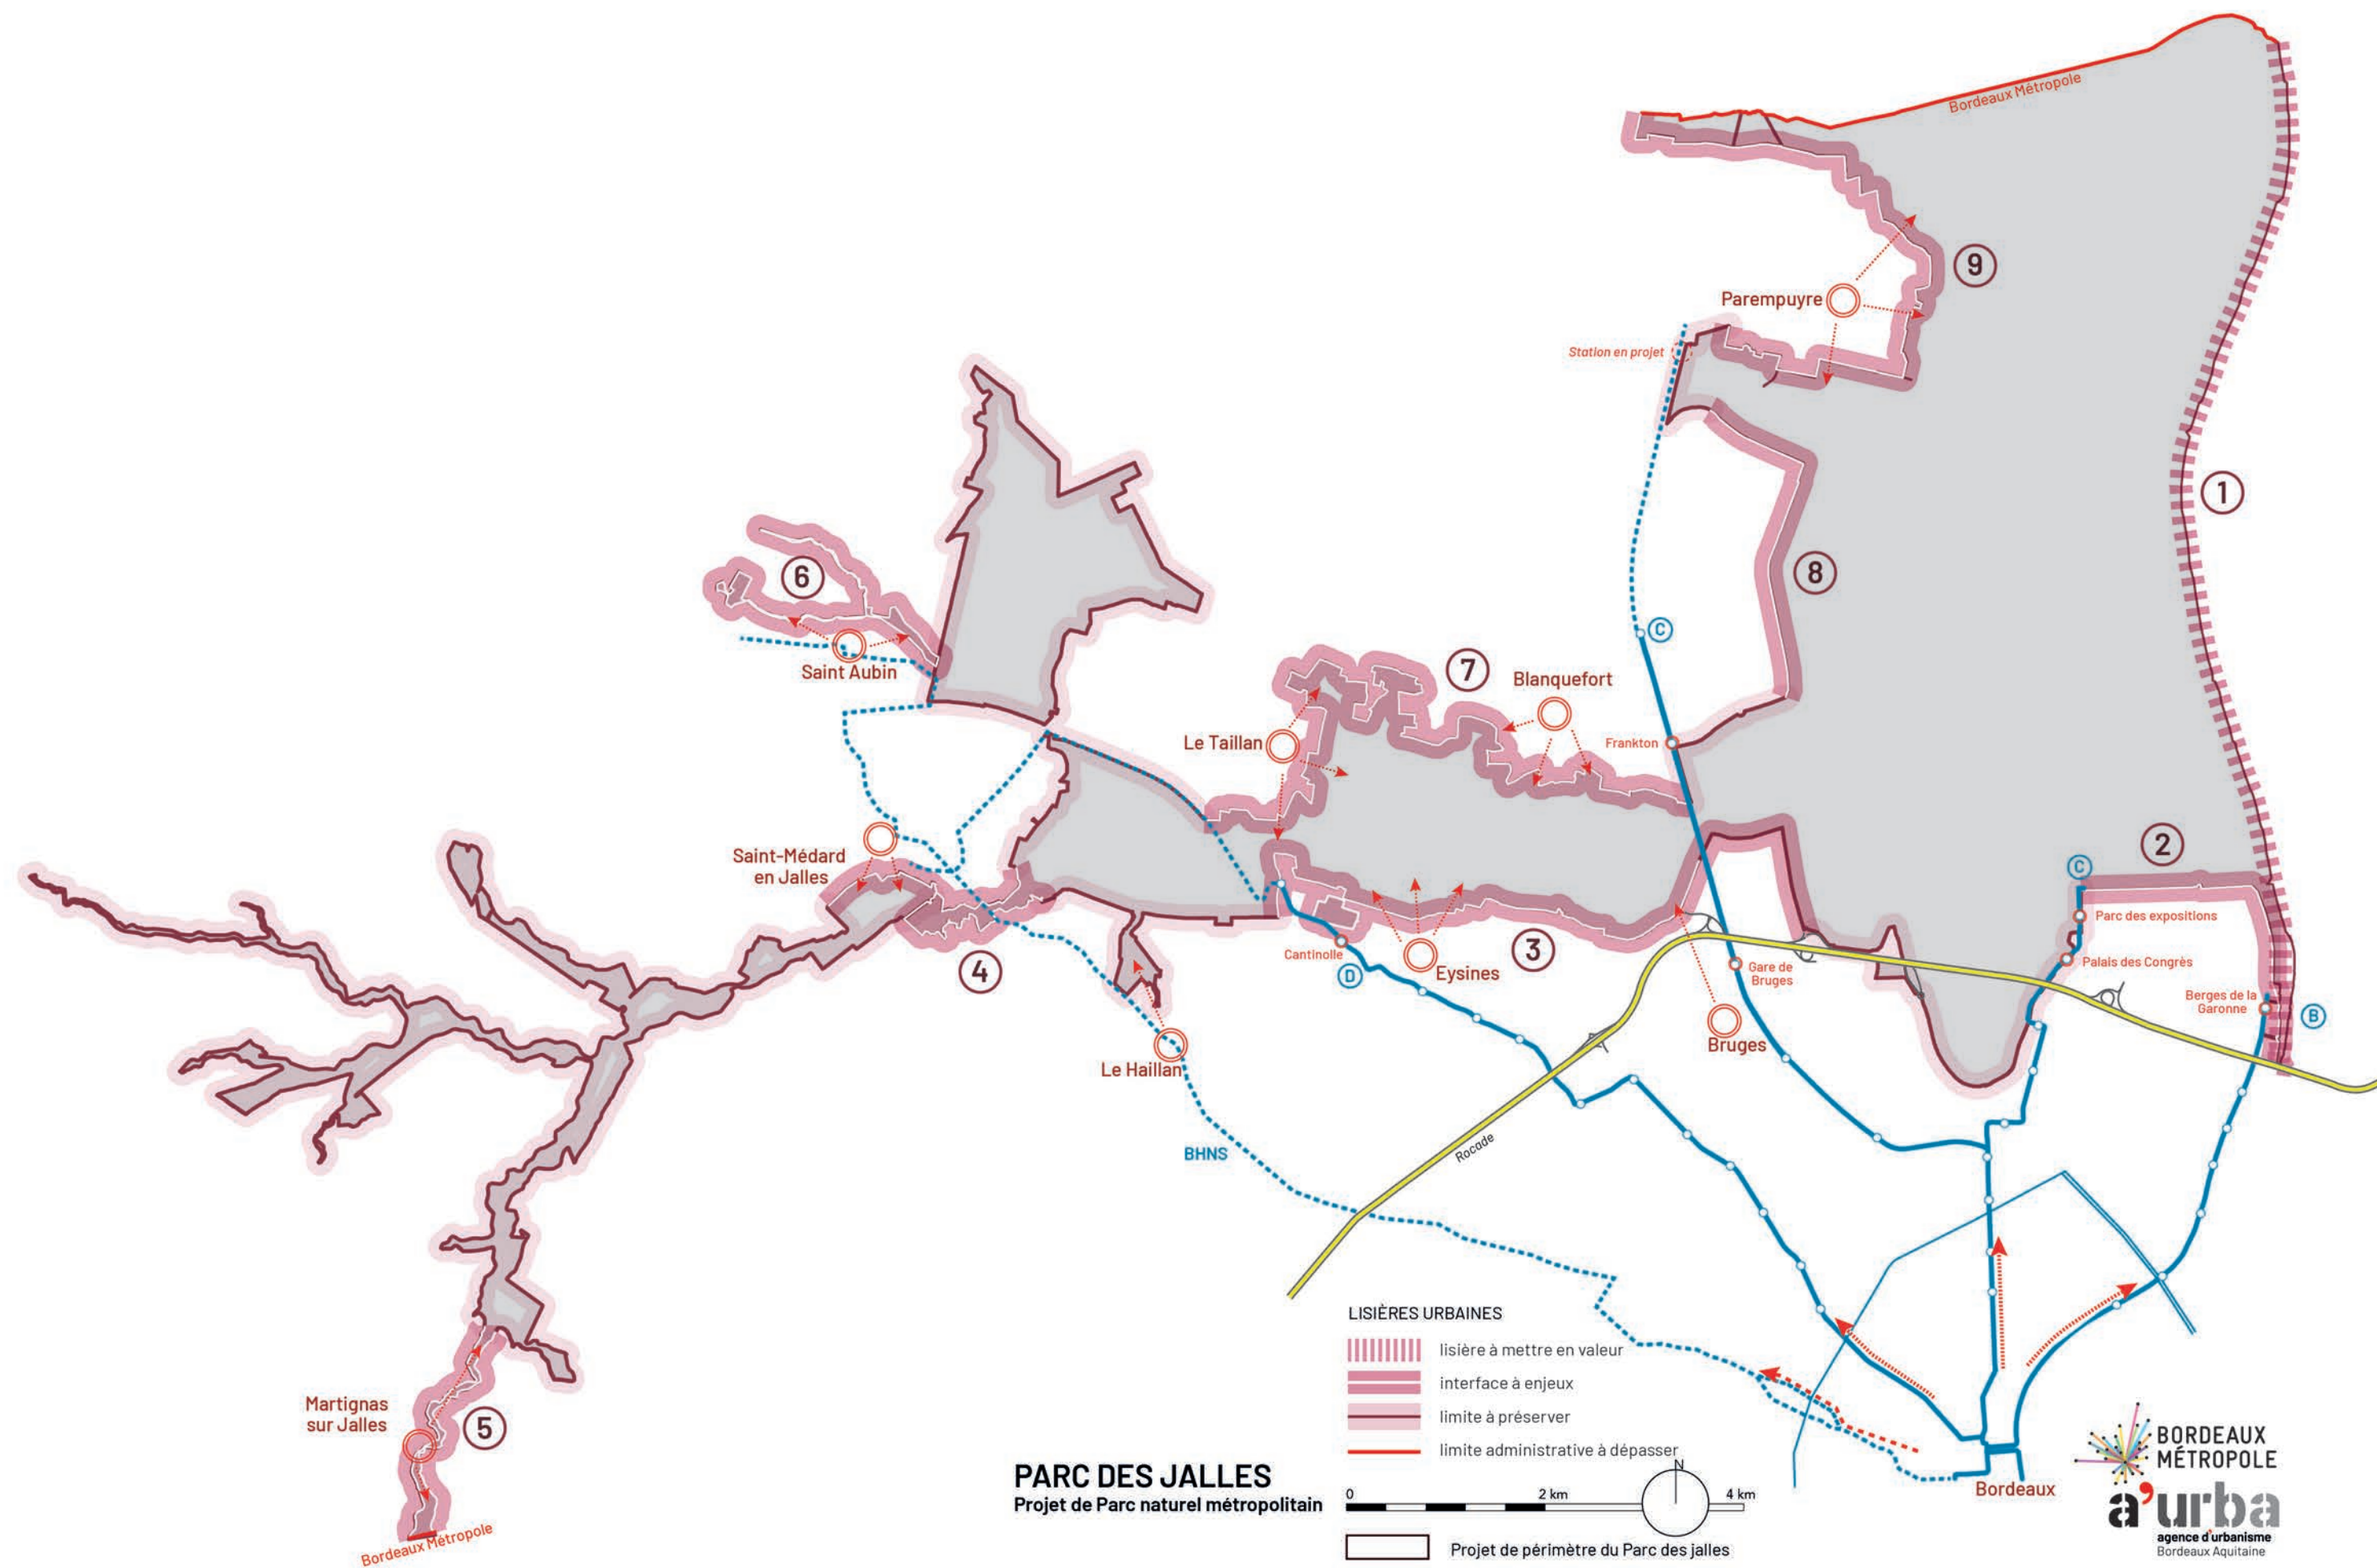 Bordeaux Métropole
9
Parempuyre
Station en projet
1
6
8
C
Saint Aubin
7
Blanquefort
Le Taillan
Frankton
Saint-Médard
en Jalles
2
C
Parc des expositions
Palais des Congrès
4
Cantinolle
D
Eysines
3
Gare de
Bruges
Berges de la
Garonne
B
Bruges
Le Haillan
BHNS
Rocade
Martignas
sur Jalles
5
Bordeaux Métropole
LISIÈRES URBAINES
lisière à mettre en valeur
interface à enjeux
limite à préserver
limite administrative à dépasser
PARC DES JALLES
Projet de Parc naturel métropolitain
N
0 2 km 4 km
Projet de périmètre du Parc des jalles
Bordeaux
BORDEAUX
MÉTROPOLE
a'urba
agence d'urbanisme
Bordeaux Aquitaine